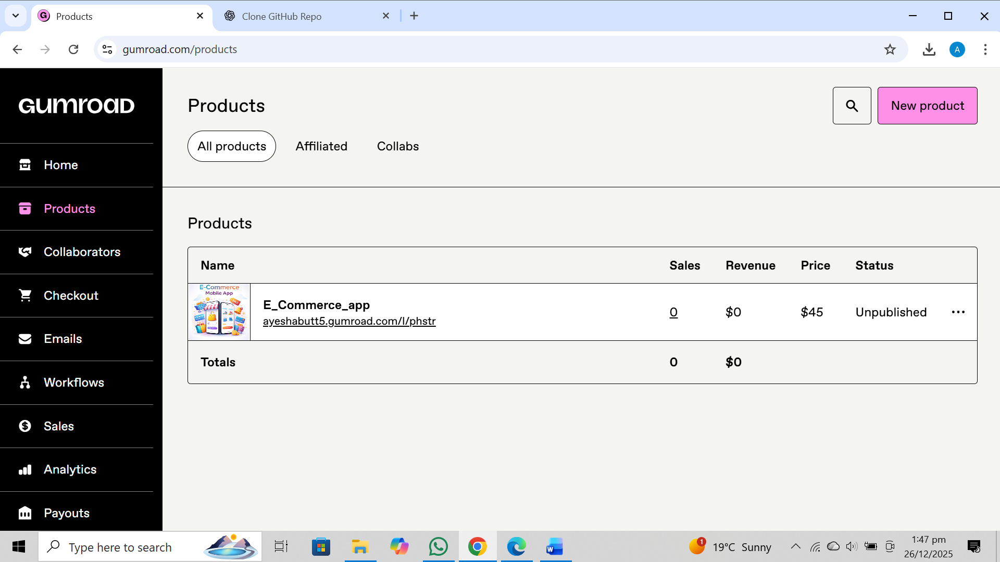 Products
Clone GitHub Repo
gumroad.com/products
A
GUMROAD
Home
Products
Collaborators
Checkout
Emails
Workflows
Sales
Analytics
Payouts
Products
New product
All products
Affiliated
Collabs
Products
Name Sales Revenue Price Status
E-Commerce
Mobile App
E_Commerce_app
ayeshabutt5.gumroad.com/l/phstr
0 $0 $45 Unpublished
Totals 0 $0
Type here to search
1
19°C Sunny
1:47 pm
26/12/2025